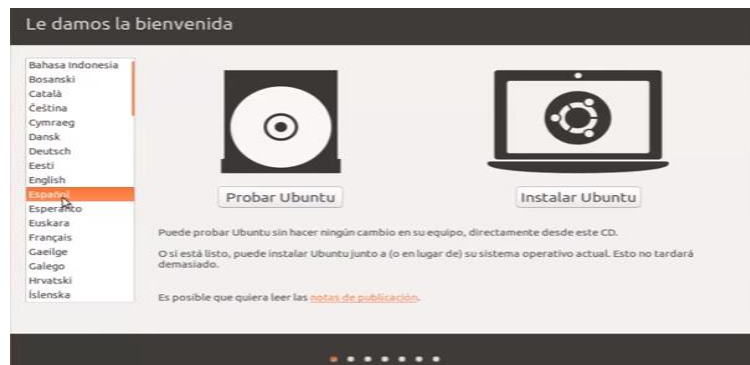 Le damos la bienvenida
Bahasa Indonesia
Bosanski
Català
Čeština
Cymraeg
Dansk
Deutsch
Eesti
English
Español
Esperanto
Euskara
Français
Gaeilge
Galego
Hrvatski
Íslenska
Probar Ubuntu
Instalar Ubuntu
Puede probar Ubuntu sin hacer ningún cambio en su equipo, directamente desde este CD.
O si está listo, puede instalar Ubuntu junto a (o en lugar de) su sistema operativo actual. Esto no tardará
demasiado.
Es posible que quiera leer las notas de publicación.